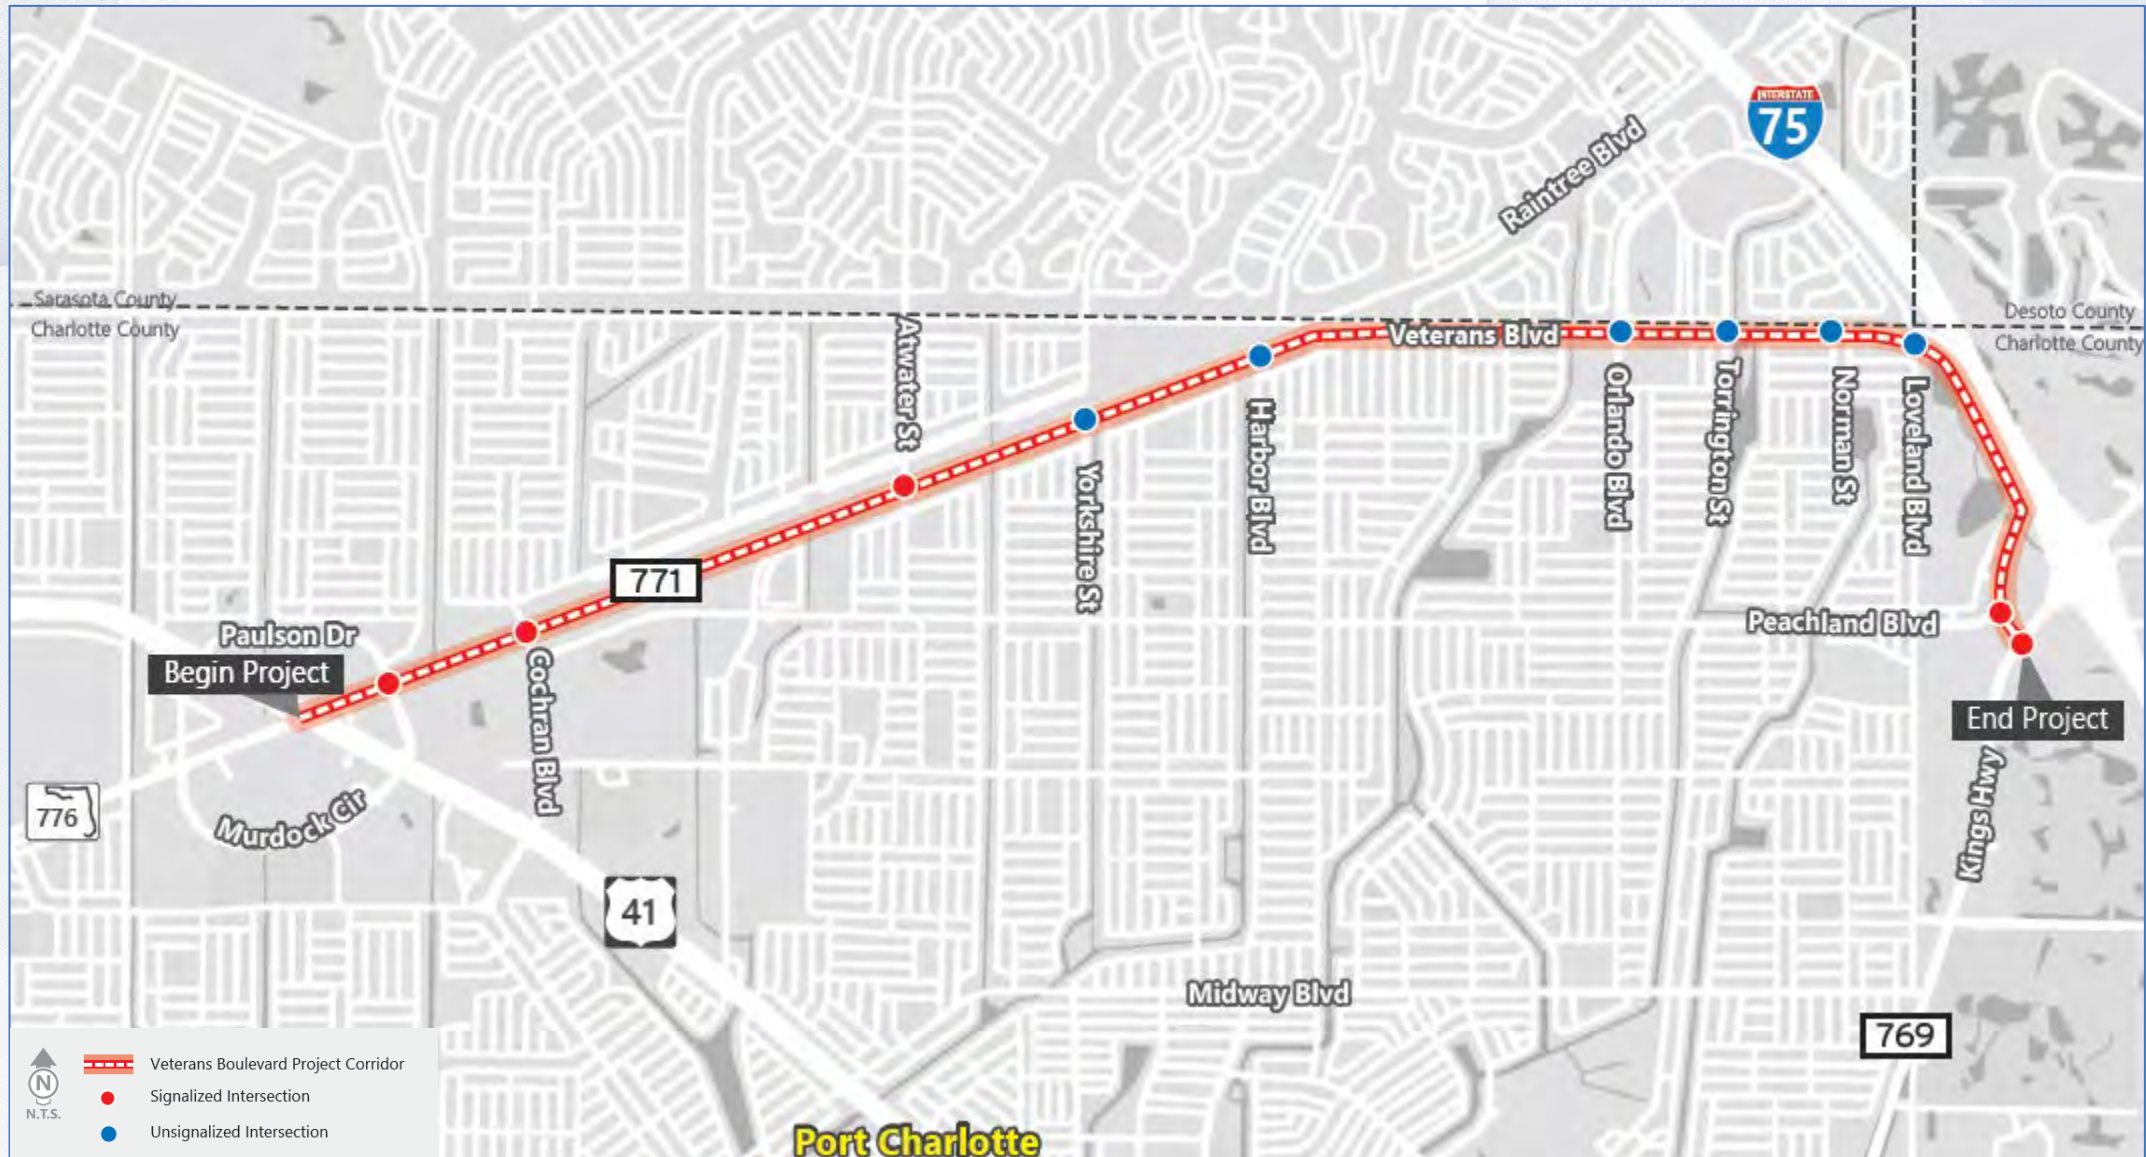 INTERSTATE
75
Raintree Blvd
Sarasota County
Charlotte County
Desoto County
Charlotte County
Veterans Blvd
Atwater St
Yorkshire St
Harbor Blvd
Orlando Blvd
Torrington St
Norman St
Loveland Blvd
771
Paulson Dr
Begin Project
Cochran Blvd
Peachland Blvd
End Project
776
Murdock Cir
Kings Hwy
41
Midway Blvd
769
N
N.T.S.
Veterans Boulevard Project Corridor
Signalized Intersection
Unsignalized Intersection
Port Charlotte